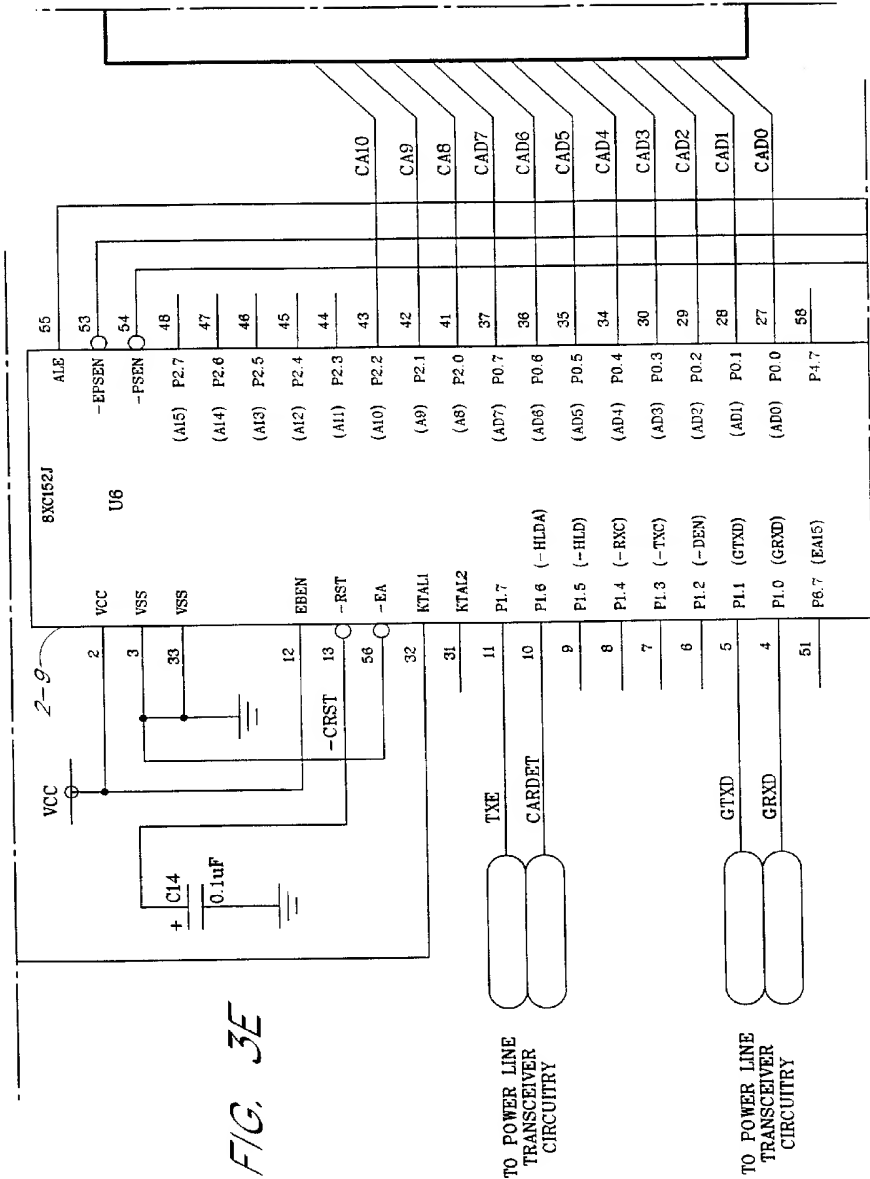 CA10
CA9
CA8
CAD7
CAD6
CAD5
CAD4
CAD3
CAD2
CAD1
CAD0
55
53
54
48
47
46
45
44
43
42
41
37
36
35
34
30
29
28
27
58
ALE
-EPSEN
-PSEN
(A15) P2.7
(A14) P2.6
(A13) P2.5
(A12) P2.4
(A11) P2.3
(A10) P2.2
(A9) P2.1
(A8) P2.0
(AD7) P0.7
(AD6) P0.6
(AD5) P0.5
(AD4) P0.4
(AD3) P0.3
(AD2) P0.2
(AD1) P0.1
(AD0) P0.0
P4.7
8XC152J
U6
VCC
VSS
VSS
EBEN
-RST
-EA
KTAL1
KTAL2
P1.7
P1.6 (-HLDA)
P1.5 (-HLD)
P1.4 (-RXC)
P1.3 (-TXC)
P1.2 (-DEN)
P1.1 (GTXD)
P1.0 (GRXD)
P6.7 (EA15)
2-9
2
3
33
12
13
56
32
31
11
10
9
8
7
6
5
4
51
VCC
-CRST
+ C14
0.1uF
TXE
CARDET
GTXD
GRXD
TO POWER LINE
TRANSCEIVER
CIRCUITRY
TO POWER LINE
TRANSCEIVER
CIRCUITRY
FIG. 3E